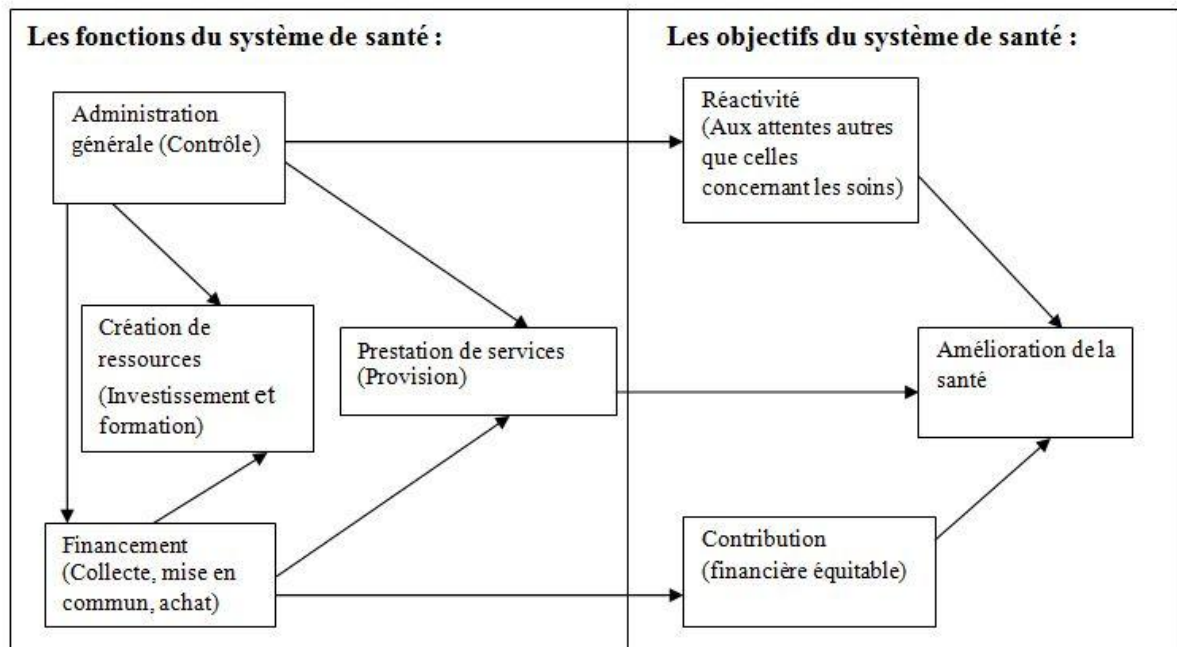 Les fonctions du système de santé :
Administration
générale (Contrôle)
Création de
ressources
(Investissement et
formation)
Prestation de services
(Provision)
Financement
(Collecte, mise en
commun, achat)
Les objectifs du système de santé :
Réactivité
(Aux attentes autres
que celles
concernant les soins)
Amélioration de la
santé
Contribution
(financière équitable)